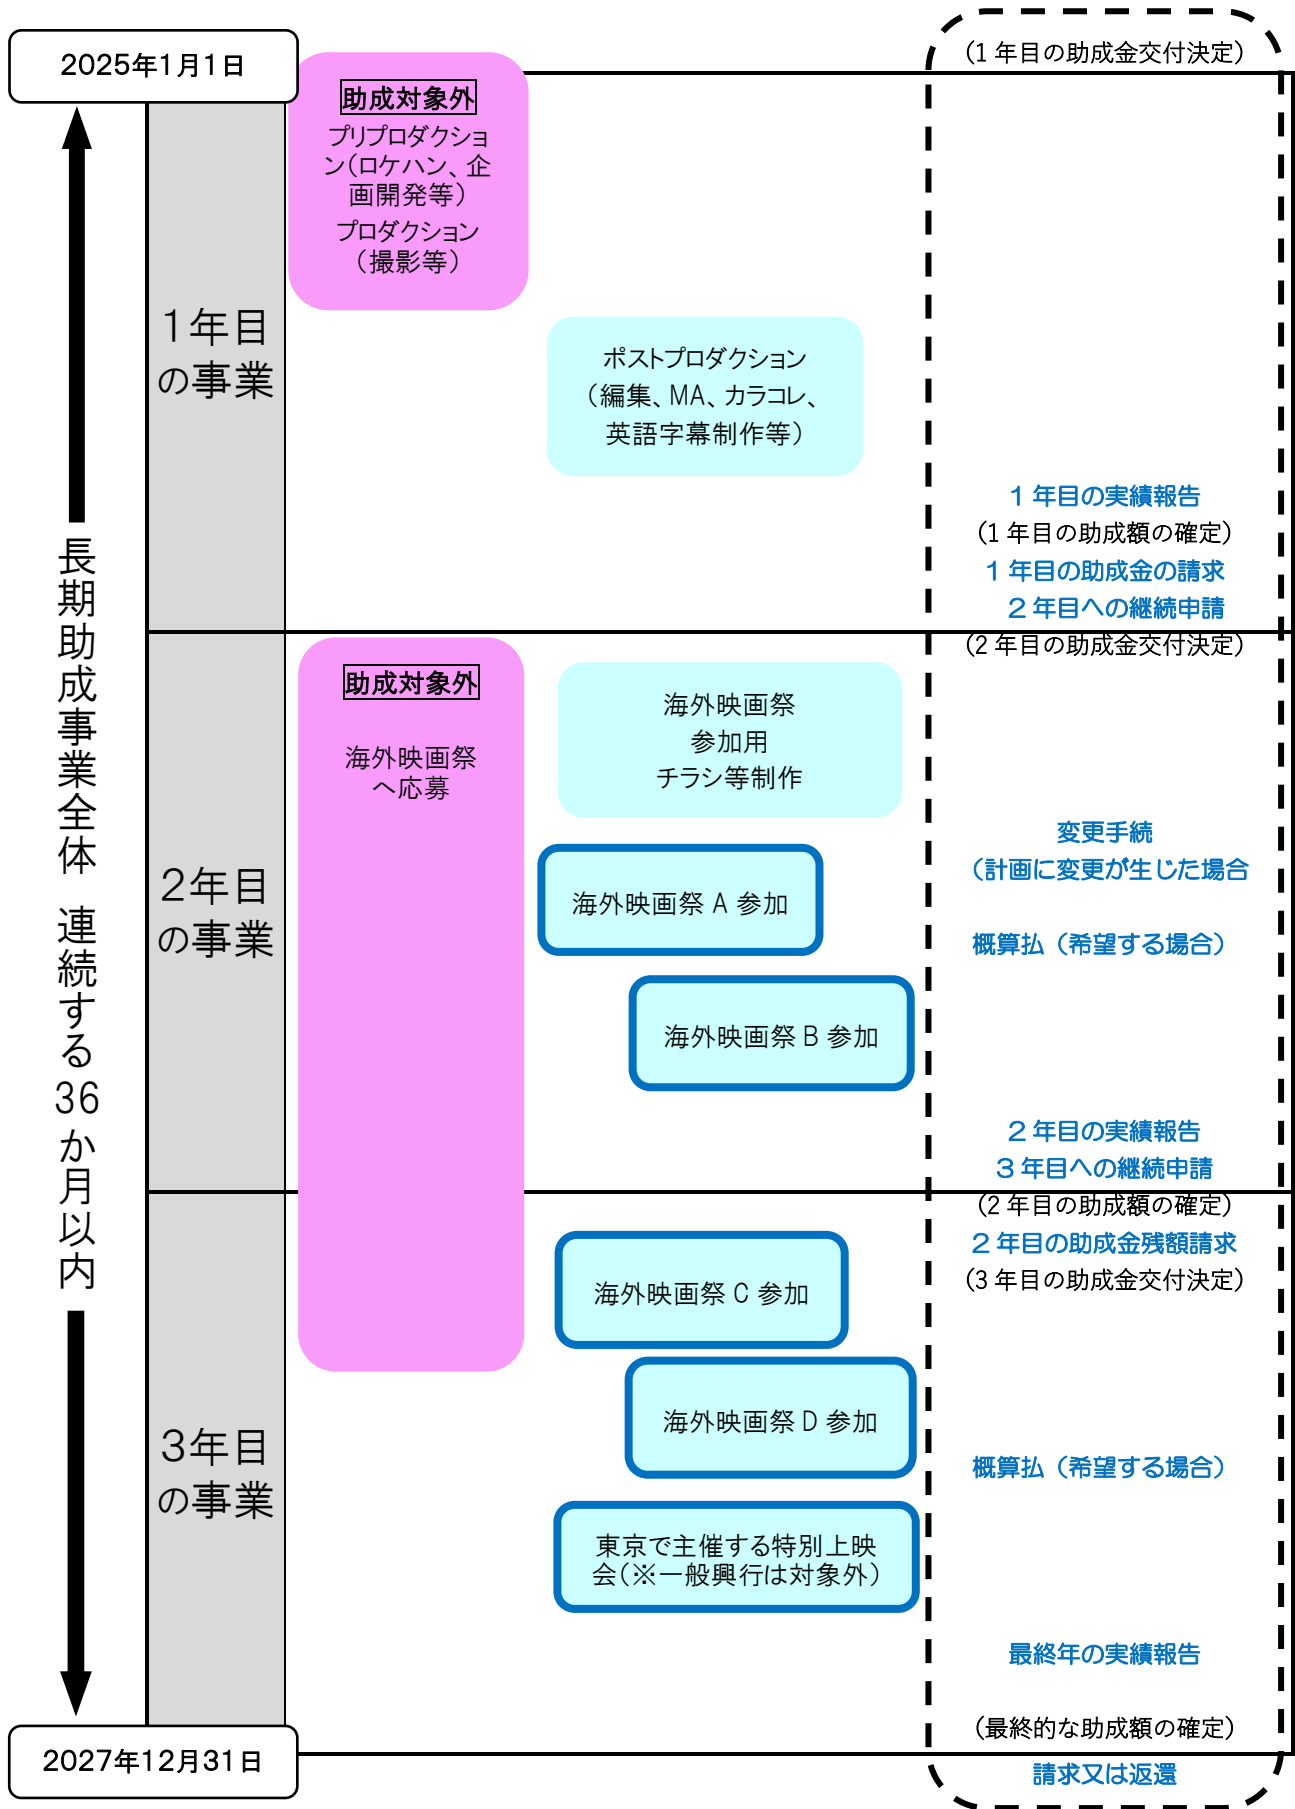 2025年1月1日
長期助成事業全体 連続する36か月以内
2027年12月31日
1年目
の事業
助成対象外
プリプロダクショ
ン(ロケハン、企
画開発等)
プロダクション
(撮影等)
ポストプロダクション
(編集、MA、カラコレ、
英語字幕制作等)
(1年目の助成金交付決定)
1年目の実績報告
(1年目の助成額の確定)
1年目の助成金の請求
2年目への継続申請
2年目
の事業
助成対象外
海外映画祭
へ応募
海外映画祭
参加用
チラシ等制作
海外映画祭 A 参加
海外映画祭 B 参加
(2年目の助成金交付決定)
変更手続
(計画に変更が生じた場合
概算払(希望する場合)
2年目の実績報告
3年目への継続申請
3年目
の事業
海外映画祭 C 参加
海外映画祭 D 参加
東京で主催する特別上映
会(※一般興行は対象外)
(2年目の助成額の確定)
2年目の助成金残額請求
(3年目の助成金交付決定)
概算払(希望する場合)
最終年の実績報告
(最終的な助成額の確定)
請求又は返還